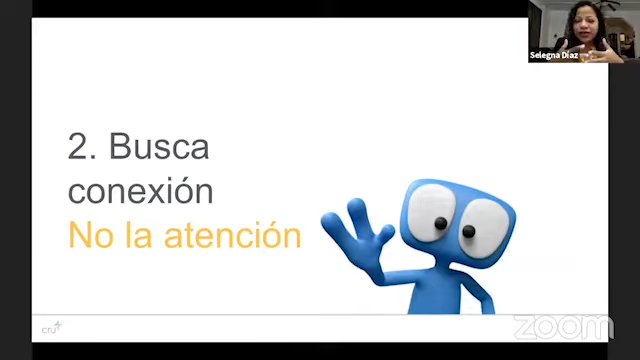 Selegna Díaz
2. Busca
conexión
No la atención
cru
zoom